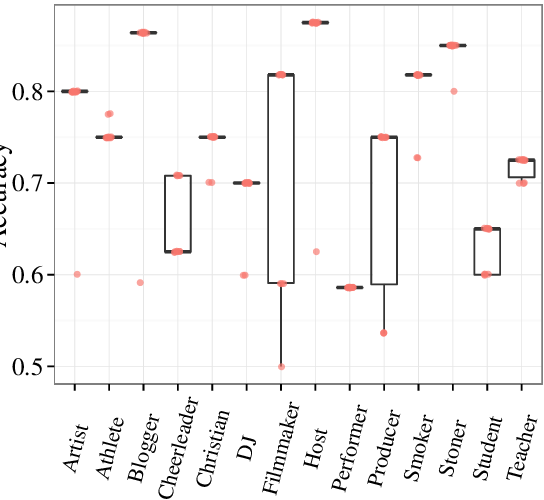 Accuracy
0.8
0.7
0.6
0.5
Artist
Athlete
Blogger
Cheerleader
Christian
DJ
Filmmaker
Host
Performer
Producer
Smoker
Stoner
Student
Teacher